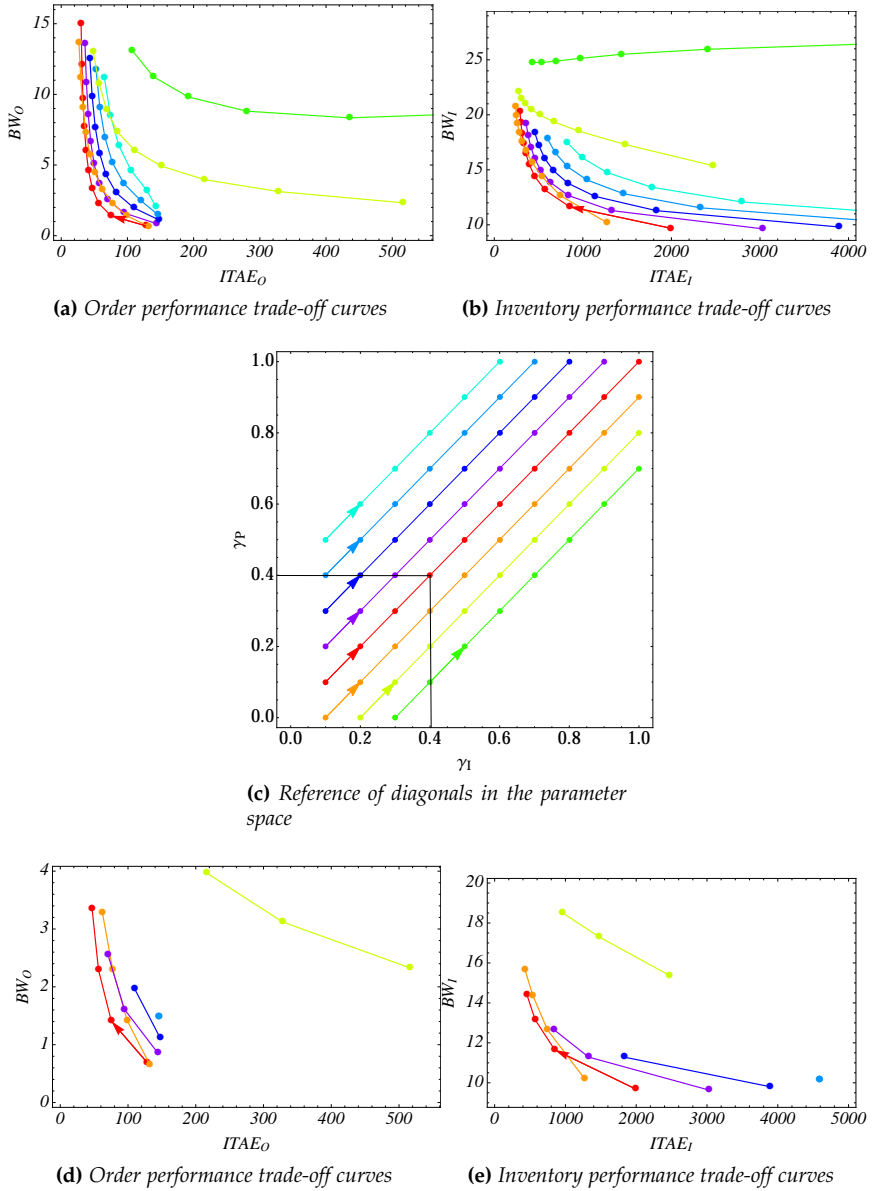 15
10
5
0
BW_O
0 100 200 300 400 500
ITAE_O
(a) Order performance trade-off curves
25
20
15
10
BW_I
0 1000 2000 3000 4000
ITAE_I
(b) Inventory performance trade-off curves
1.0
0.8
0.6
0.4
0.2
0.0
γ_P
0.0 0.2 0.4 0.6 0.8 1.0
γ_I
(c) Reference of diagonals in the parameter
space
4
3
2
1
0
BW_O
0 100 200 300 400 500
ITAE_O
(d) Order performance trade-off curves
20
18
16
14
12
10
BW_I
0 1000 2000 3000 4000 5000
ITAE_I
(e) Inventory performance trade-off curves